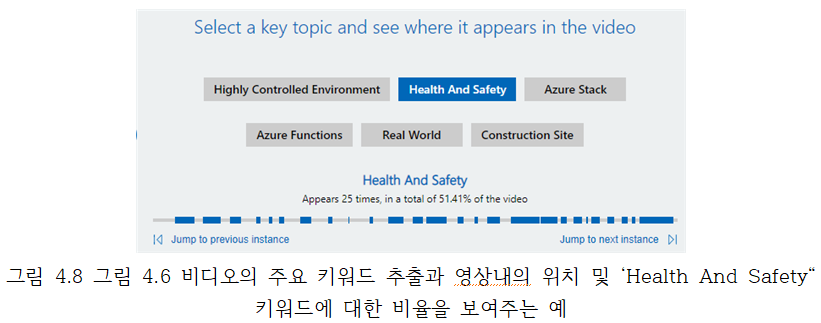 Select a key topic and see where it appears in the video
Highly Controlled Environment Health And Safety Azure Stack
Azure Functions Real World Construction Site
Health And Safety
Appears 25 times, in a total of 51.41% of the video
Jump to previous instance Jump to next instance
그림 4.8 그림 4.6 비디오의 주요 키워드 추출과 영상내의 위치 및 ‘Health And Safety“
키워드에 대한 비율을 보여주는 예